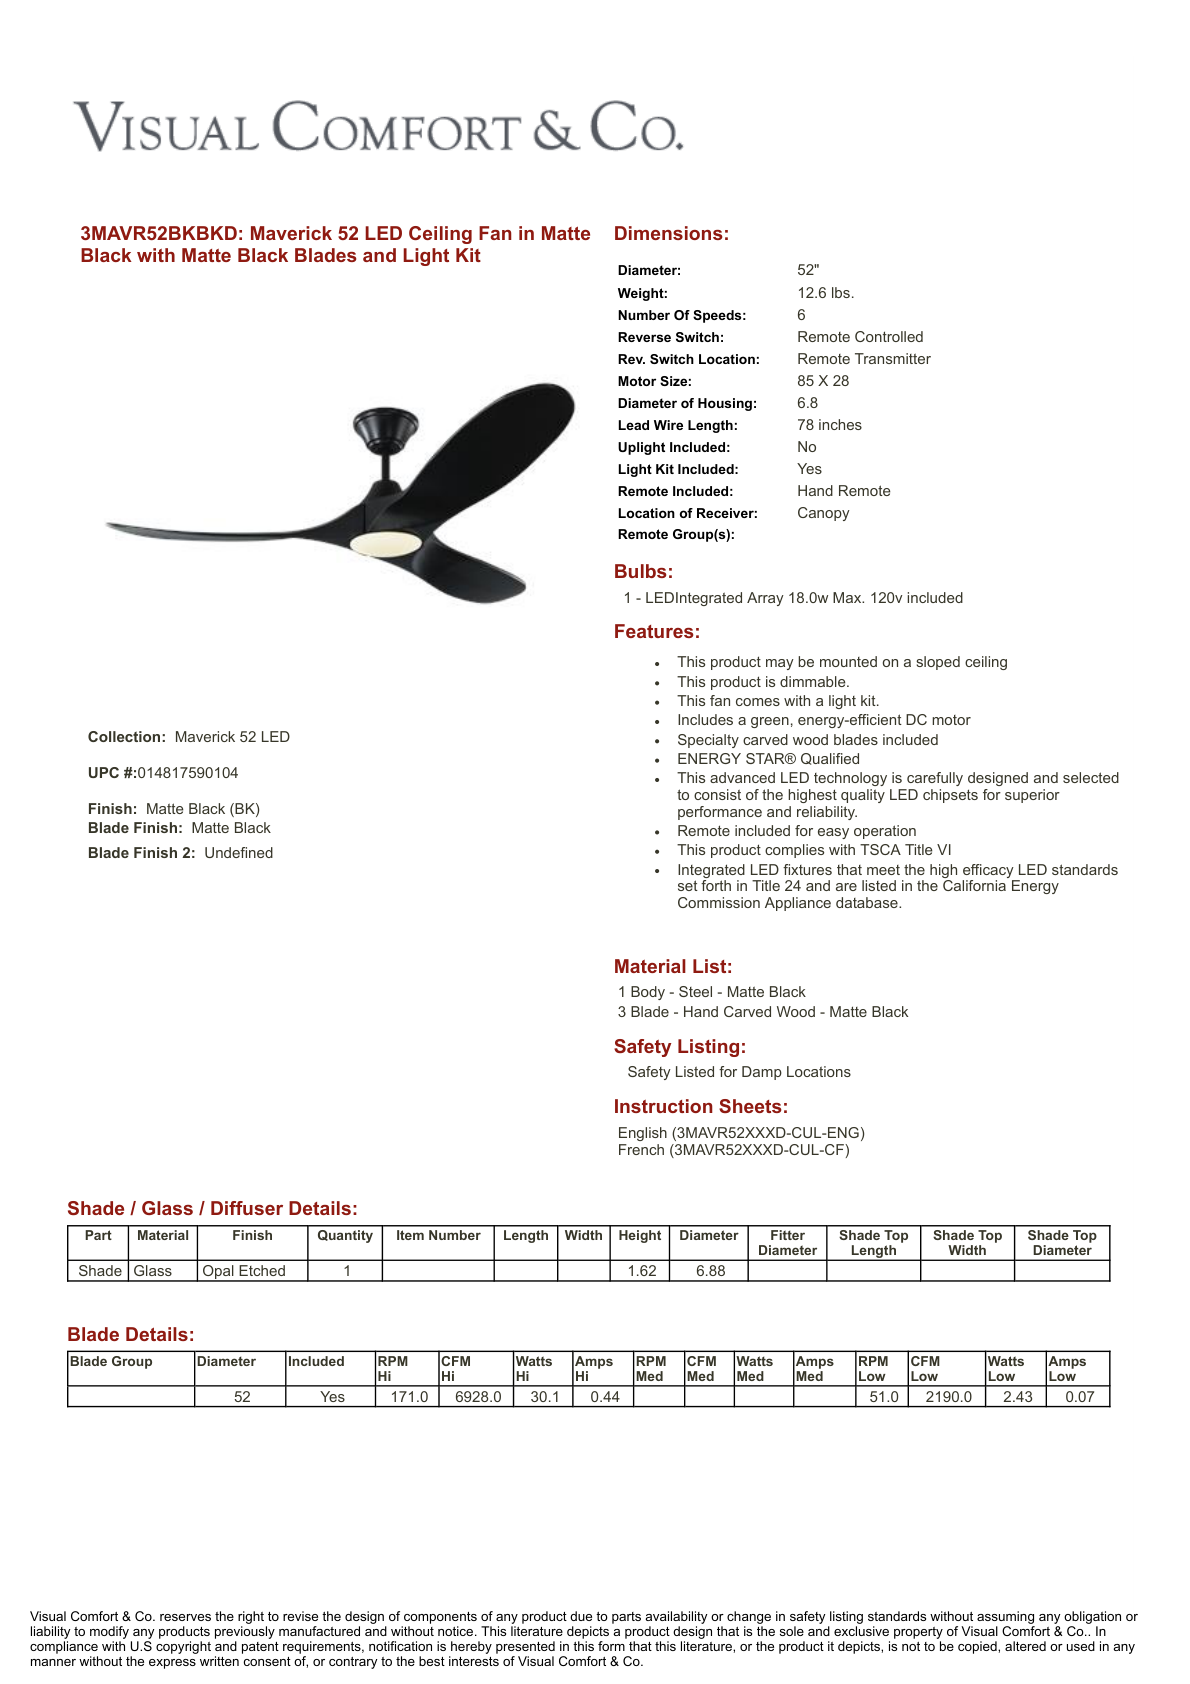 VISUAL COMFORT & CO.
3MAVR52BKBKD: Maverick 52 LED Ceiling Fan in Matte
Black with Matte Black Blades and Light Kit
Collection: Maverick 52 LED
UPC #:014817590104
Finish: Matte Black (BK)
Blade Finish: Matte Black
Blade Finish 2: Undefined
Dimensions:
Diameter: 52"
Weight: 12.6 lbs.
Number Of Speeds: 6
Reverse Switch: Remote Controlled
Rev. Switch Location: Remote Transmitter
Motor Size: 85 X 28
Diameter of Housing: 6.8
Lead Wire Length: 78 inches
Uplight Included: No
Light Kit Included: Yes
Remote Included: Hand Remote
Location of Receiver: Canopy
Remote Group(s):
Bulbs:
1 - LEDIntegrated Array 18.0w Max. 120v included
Features:
• This product may be mounted on a sloped ceiling
• This product is dimmable.
• This fan comes with a light kit.
• Includes a green, energy-efficient DC motor
• Specialty carved wood blades included
• ENERGY STAR® Qualified
• This advanced LED technology is carefully designed and selected
to consist of the highest quality LED chipsets for superior
performance and reliability.
• Remote included for easy operation
• This product complies with TSCA Title VI
• Integrated LED fixtures that meet the high efficacy LED standards
set forth in Title 24 and are listed in the California Energy
Commission Appliance database.
Material List:
1 Body - Steel - Matte Black
3 Blade - Hand Carved Wood - Matte Black
Safety Listing:
Safety Listed for Damp Locations
Instruction Sheets:
English (3MAVR52XXXD-CUL-ENG)
French (3MAVR52XXXD-CUL-CF)
Shade / Glass / Diffuser Details:
Part Material Finish Quantity Item Number Length Width Height Diameter Fitter Shade Top Shade Top Shade Top
Diameter Length Width Diameter
Shade Glass Opal Etched 1 1.62 6.88
Blade Details:
Blade Group Diameter Included RPM CFM Watts Amps RPM CFM Watts Amps RPM CFM Watts Amps
Hi Hi Hi Hi Med Med Med Med Low Low Low Low
52 Yes 171.0 6928.0 30.1 0.44 51.0 2190.0 2.43 0.07
Visual Comfort & Co. reserves the right to revise the design of components of any product due to parts availability or change in safety listing standards without assuming any obligation or
liability to modify any products previously manufactured and without notice. This literature depicts a product design that is the sole and exclusive property of Visual Comfort & Co.. In
compliance with U.S copyright and patent requirements, notification is hereby presented in this form that this literature, or the product it depicts, is not to be copied, altered or used in any
manner without the express written consent of, or contrary to the best interests of Visual Comfort & Co.